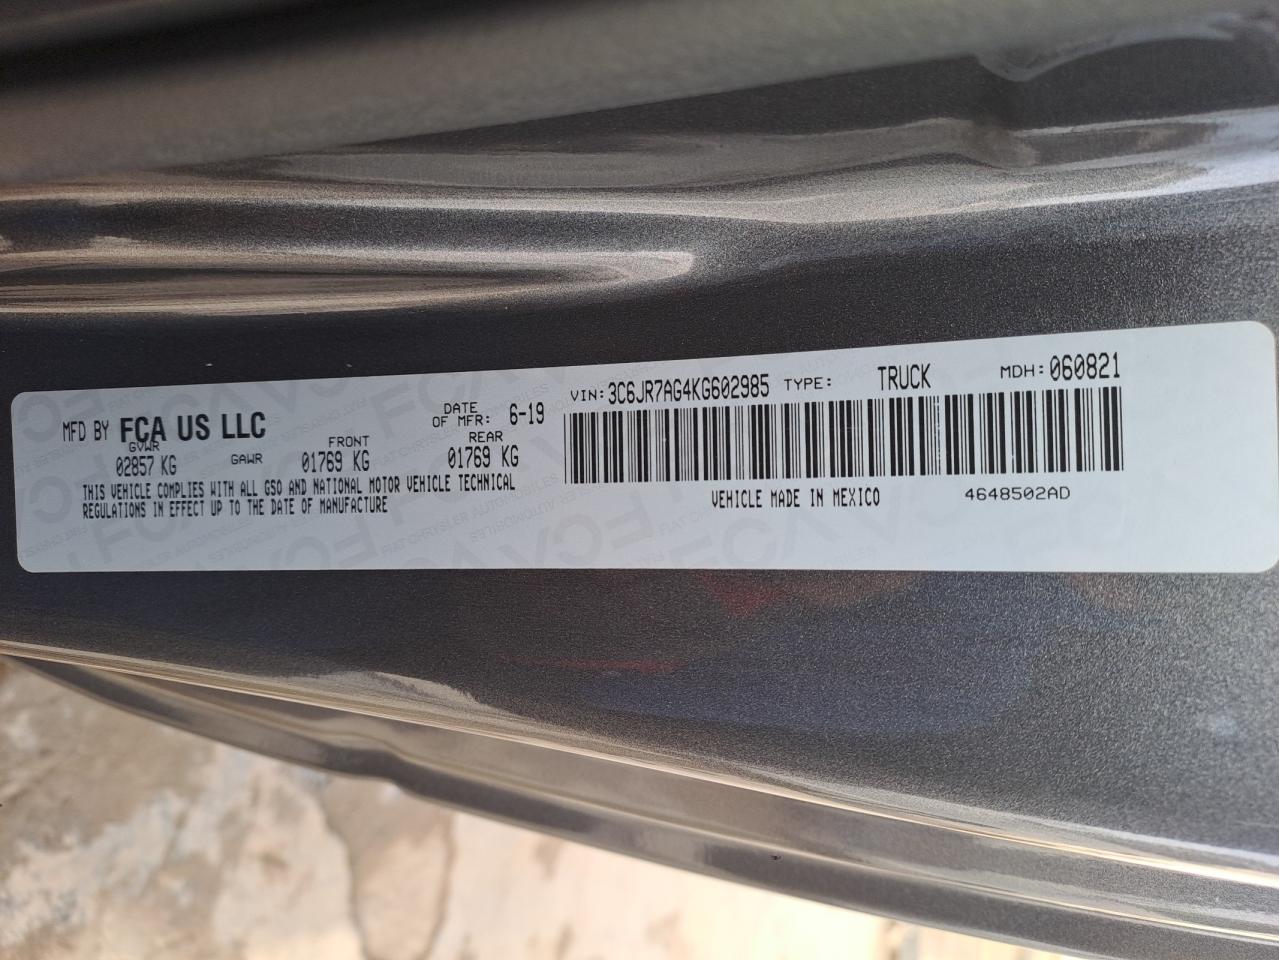 MFD BY FCA US LLC DATE OF MFR: 6-19 VIN: 3C6JR7AG4KG602985 TYPE: TRUCK MDH: 060821
GVWR 02857 KG GAWR FRONT 01769 KG REAR 01769 KG
THIS VEHICLE COMPLIES WITH ALL GSO AND NATIONAL MOTOR VEHICLE TECHNICAL
REGULATIONS IN EFFECT UP TO THE DATE OF MANUFACTURE
VEHICLE MADE IN MEXICO 4648502AD